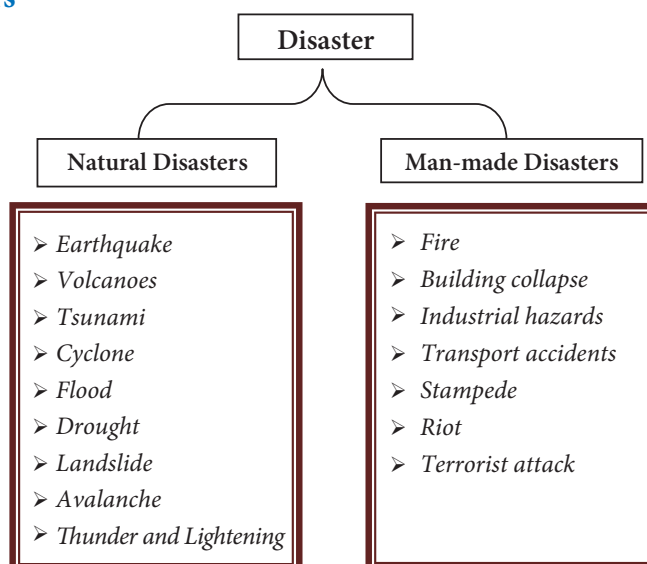 s
Disaster
Natural Disasters
Man-made Disasters
➢ Earthquake
➢ Volcanoes
➢ Tsunami
➢ Cyclone
➢ Flood
➢ Drought
➢ Landslide
➢ Avalanche
➢ Thunder and Lightening
➢ Fire
➢ Building collapse
➢ Industrial hazards
➢ Transport accidents
➢ Stampede
➢ Riot
➢ Terrorist attack